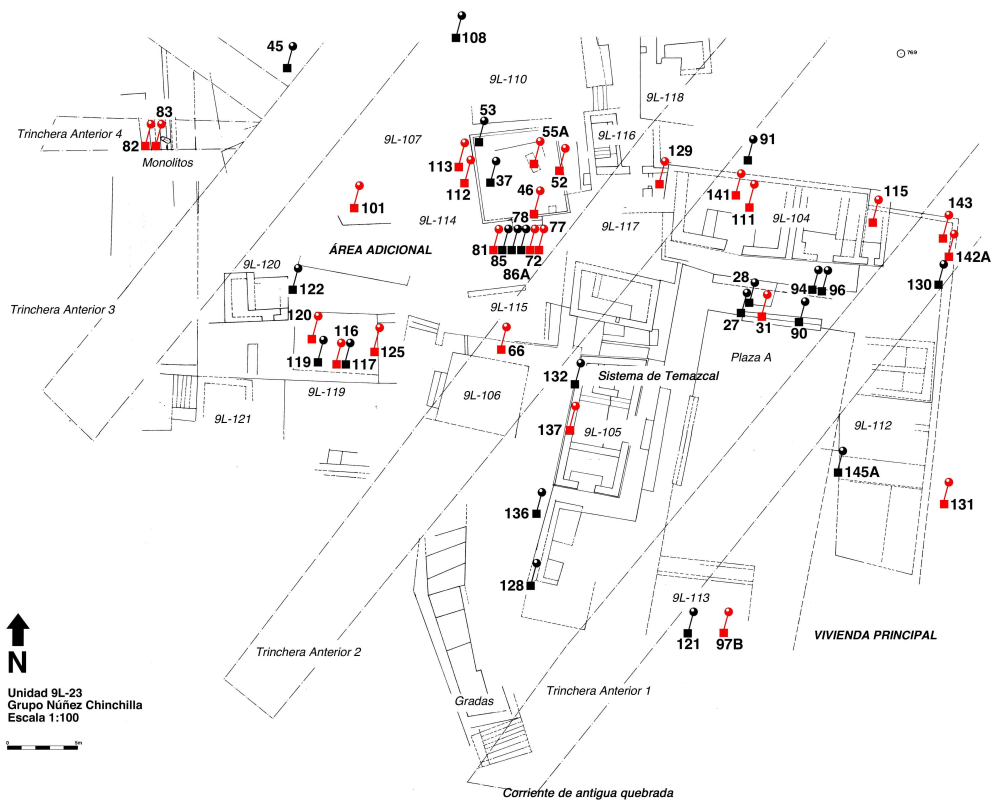 108
45
769
9L-110
9L-118
83
53
Trinchera Anterior 4
9L-107
55A
9L-116
91
82
Monolitos
113
129
37
52
112
46
141
115
101
111
143
9L-114
78
77
9L-117
9L-104
ÁREA ADICIONAL
81
85
72
142A
86A
9L-120
28
122
94
96
130
9L-115
Trinchera Anterior 3
120
27
31
90
116
66
119
117
125
Plaza A
132
Sistema de Temazcal
9L-119
9L-106
9L-121
137
9L-105
9L-112
145A
136
131
128
9L-113
121
97B
VIVIENDA PRINCIPAL
N
Trinchera Anterior 2
Unidad 9L-23
Grupo Núñez Chinchilla
Escala 1:100
Gradas
Trinchera Anterior 1
0
5m
Corriente de antigua quebrada